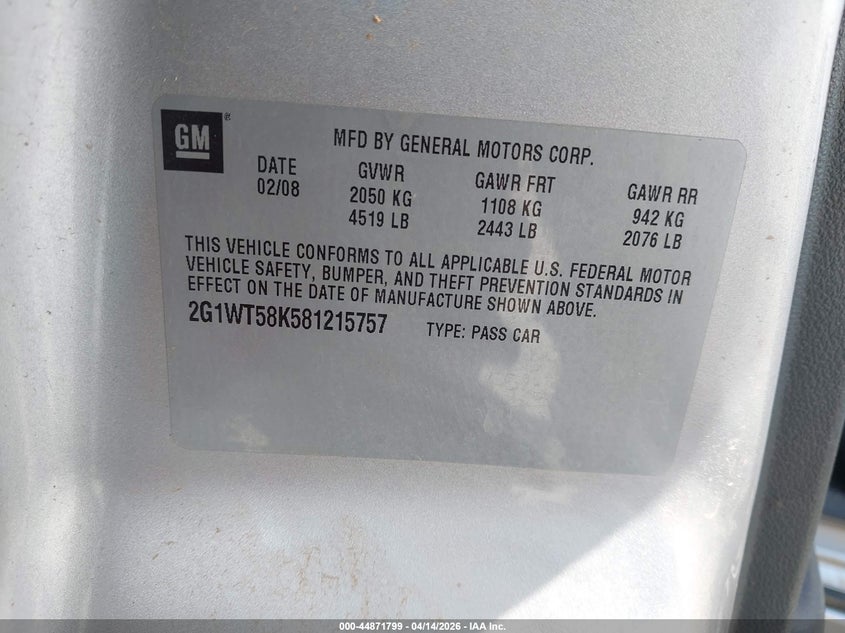 GM®
MFD BY GENERAL MOTORS CORP.
DATE GVWR GAWR FRT GAWR RR
02/08 2050 KG 1108 KG 942 KG
4519 LB 2443 LB 2076 LB
THIS VEHICLE CONFORMS TO ALL APPLICABLE U.S. FEDERAL MOTOR
VEHICLE SAFETY, BUMPER, AND THEFT PREVENTION STANDARDS IN
EFFECT ON THE DATE OF MANUFACTURE SHOWN ABOVE.
2G1WT58K581215757 TYPE: PASS CAR
000-44871799 - 04/14/2026 - IAA Inc.